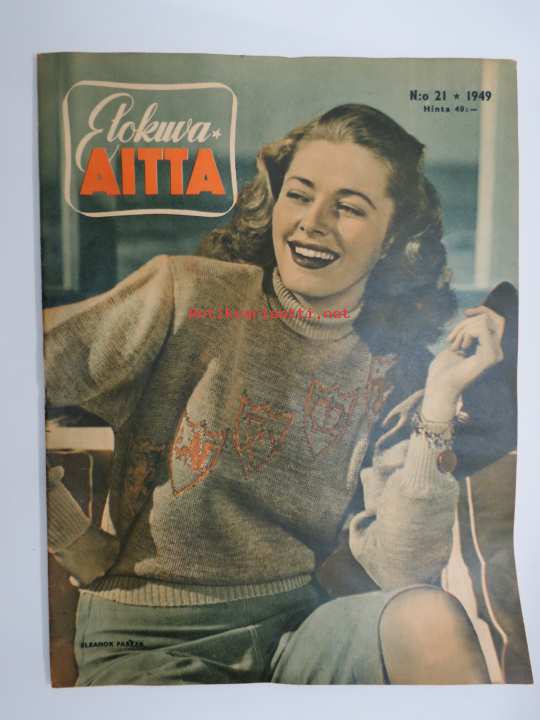 Elokuva
AITTA
N:o 21 ★ 1949
Hinta 40:—
Antikvariaatti.net
ELEANOR PARKER